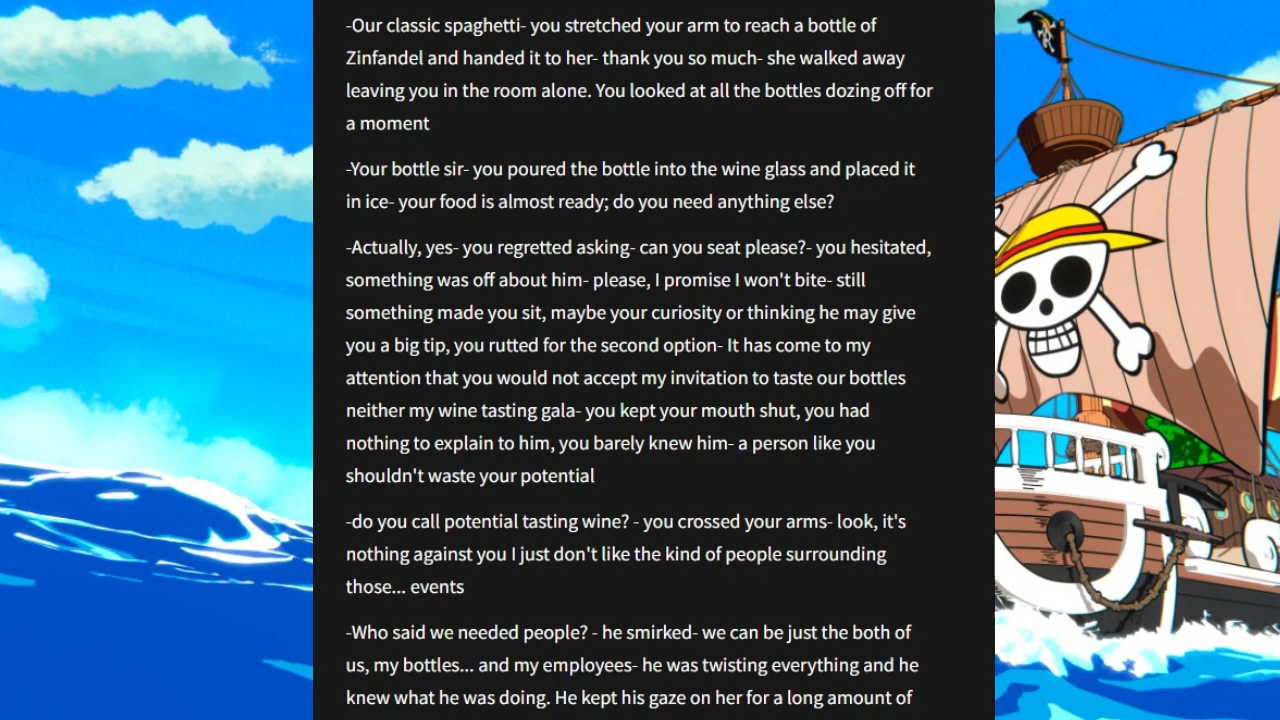 -Our classic spaghetti- you stretched your arm to reach a bottle of
Zinfandel and handed it to her- thank you so much- she walked away
leaving you in the room alone. You looked at all the bottles dozing off for
a moment
-Your bottle sir- you poured the bottle into the wine glass and placed it
in ice- your food is almost ready; do you need anything else?
-Actually, yes- you regretted asking- can you seat please?- you hesitated,
something was off about him- please, I promise I won't bite- still
something made you sit, maybe your curiosity or thinking he may give
you a big tip, you rutted for the second option- It has come to my
attention that you would not accept my invitation to taste our bottles
neither my wine tasting gala- you kept your mouth shut, you had
nothing to explain to him, you barely knew him- a person like you
shouldn't waste your potential
-do you call potential tasting wine? - you crossed your arms- look, it's
nothing against you I just don't like the kind of people surrounding
those... events
-Who said we needed people? - he smirked- we can be just the both of
us, my bottles... and my employees- he was twisting everything and he
knew what he was doing. He kept his gaze on her for a long amount of